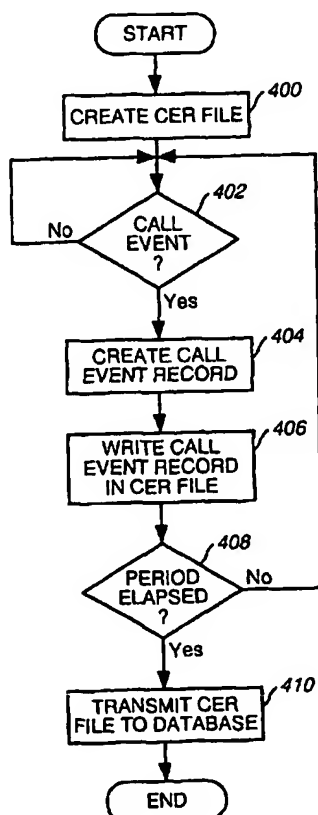 START
400
CREATE CER FILE
402
No
CALL
EVENT
?
Yes
404
CREATE CALL
EVENT RECORD
406
WRITE CALL
EVENT RECORD
IN CER FILE
408
PERIOD
ELAPSED
?
No
Yes
410
TRANSMIT CER
FILE TO DATABASE
END